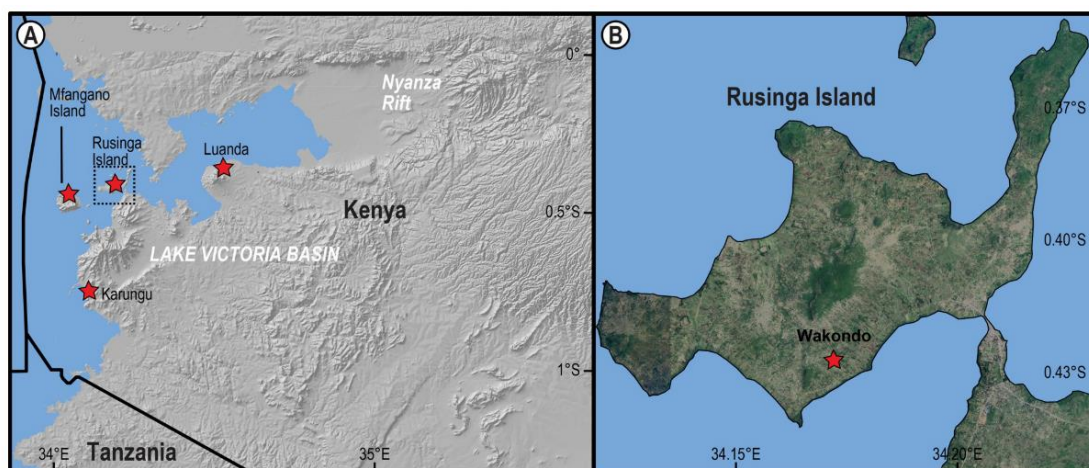 A
Mfangano
Island
Rusinga
Island
Luanda
Nyanza
Rift
0°
Kenya
0.5°S
LAKE VICTORIA BASIN
Karungu
1°S
Tanzania
34°E
35°E
B
Rusinga Island
0.37°S
0.40°S
Wakondo
0.43°S
34.15°E
34.20°E